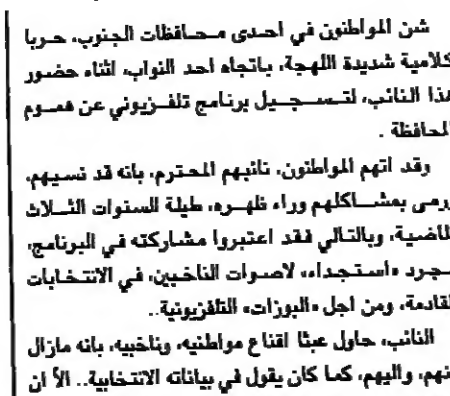 شن المواطنون في احدى محافظات الجنوب، حربا
كلامية شديدة اللهجة، باتجاه احد النواب، اثناء حضور
هذا النائب، لتسجيل برنامج تلفزيوني عن هموم
المحافظة .
وقد اتهم المواطنون، نائبهم المحترم، بانه قد نسيهم،
ورمى بمشاكلهم وراء ظهره، طيلة السنوات الثلاث
الماضية، وبالتالي فقد اعتبروا مشاركته في البرنامج،
مجرد «استجداء» لاصوات الناخبين، في الانتخابات
القادمة، ومن اجل «البوزات» التلفزيونية..
النائب، حاول عبثا اقناع مواطنيه، وناخبيه، بانه مازال
منهم، واليهم، كما كان يقول في بياناته الانتخابية.. الا ان